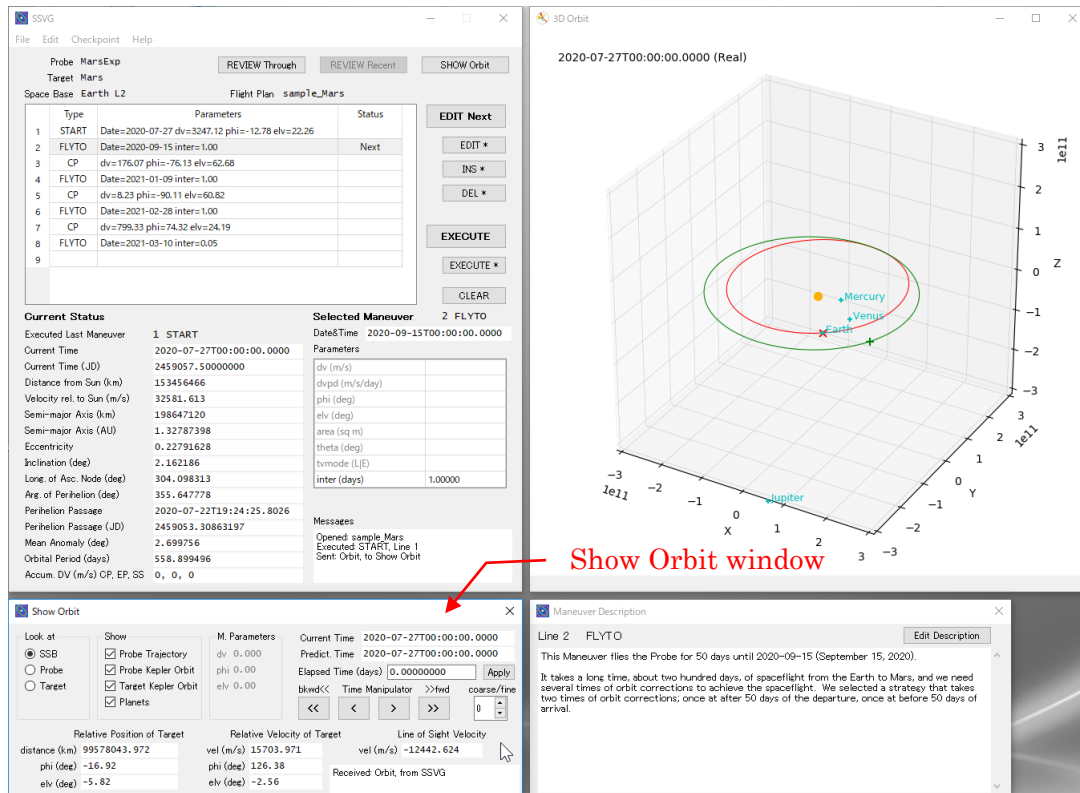 SSVG
File Edit Checkpoint Help
Probe MarsExp
REVIEW Through REVIEW Recent SHOW Orbit
Target Mars
Space Base Earth L2 Flight Plan sample_Mars
Type Parameters Status
1 START Date=2020-07-27 dv=3247.12 phi=-12.78 elv=22.26
2 FLYTO Date=2020-09-15 inter=1.00 Next
3 CP dv=176.07 phi=-76.13 elv=62.68
4 FLYTO Date=2021-01-09 inter=1.00
5 CP dv=8.23 phi=-90.11 elv=60.82
6 FLYTO Date=2021-02-28 inter=1.00
7 CP dv=799.33 phi=74.32 elv=24.19
8 FLYTO Date=2021-03-10 inter=0.05
9
EDIT Next
EDIT *
INS *
DEL *
EXECUTE
EXECUTE *
CLEAR
Current Status
Executed Last Maneuver 1 START
Current Time 2020-07-27T00:00:00.0000
Current Time (JD) 2459057.50000000
Distance from Sun (km) 153456466
Velocity rel. to Sun (m/s) 32581.613
Semi-major Axis (km) 198647120
Semi-major Axis (AU) 1.32787398
Eccentricity 0.22791628
Inclination (deg) 2.162186
Long. of Asc. Node (deg) 304.098313
Arg. of Perihelion (deg) 355.647778
Perihelion Passage 2020-07-22T19:24:25.8026
Perihelion Passage (JD) 2459053.30863197
Mean Anomaly (deg) 2.699756
Orbital Period (days) 558.899496
Accum. DV (m/s) CP, EP, SS 0, 0, 0
Selected Maneuver 2 FLYTO
Date&Time 2020-09-15T00:00:00.0000
Parameters
dv (m/s)
dvpd (m/s/day)
phi (deg)
elv (deg)
area (sq m)
theta (deg)
tvmode (L|E)
inter (days) 1.00000
Messages
Opened: sample_Mars
Executed: START, Line 1
Sent: Orbit, to Show Orbit
3D Orbit
2020-07-27T00:00:00.0000 (Real)
Mercury
Venus
Earth
Jupiter
1e11
3
2
1
0
−1
−2
−3
Z
−3
−2
−1
0
1
2
3
X
1e11
3
2
1
0
−1
−2
−3
Y
1e11
Show Orbit window
Show Orbit
Look at
SSB
Probe
Target
Show
Probe Trajectory
Probe Kepler Orbit
Target Kepler Orbit
Planets
M. Parameters
dv 0.000
phi 0.00
elv 0.00
Current Time 2020-07-27T00:00:00.0000
Predict. Time 2020-07-27T00:00:00.0000
Elapsed Time (days) 0.00000000 Apply
bkwd<< Time Manipulator >>fwd coarse/fine
<< < > >> 0
Relative Position of Target
distance (km) 99578043.972
phi (deg) -16.92
elv (deg) -5.82
Relative Velocity of Target
vel (m/s) 15703.971
phi (deg) 126.38
elv (deg) -2.56
Line of Sight Velocity
vel (m/s) -12442.624
Received: Orbit, from SSVG
Maneuver Description
Line 2 FLYTO Edit Description
This Maneuver flies the Probe for 50 days until 2020-09-15 (September 15, 2020).
It takes a long time, about two hundred days, of spaceflight from the Earth to Mars, and we need
several times of orbit corrections to achieve the spaceflight. We selected a strategy that takes
two times of orbit corrections; once at after 50 days of the departure, once at before 50 days of
arrival.